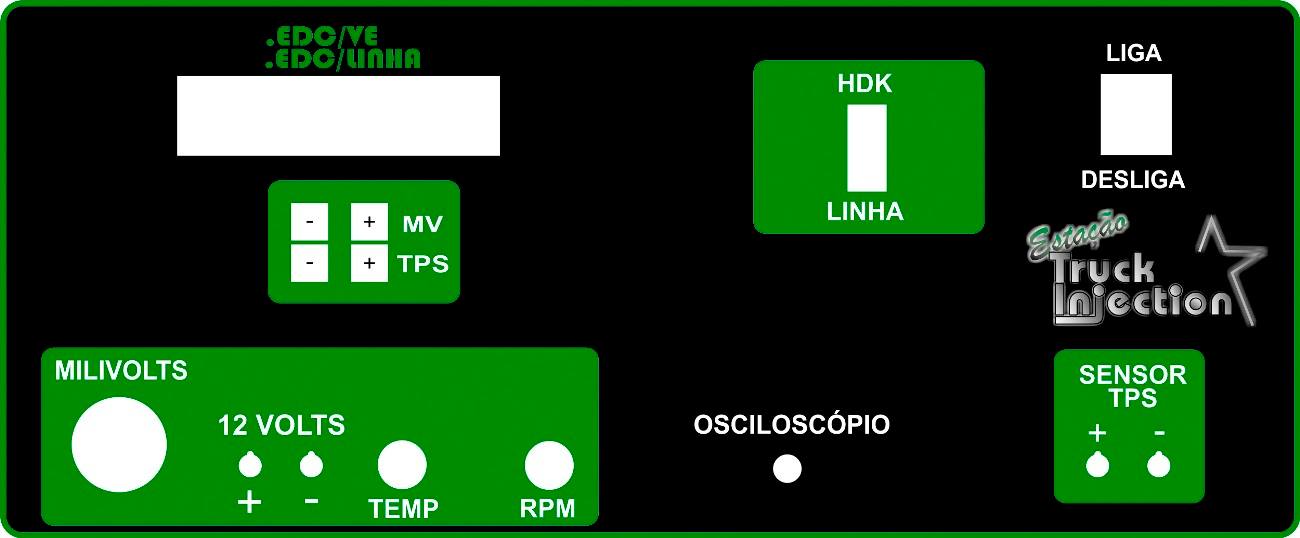 .EDC/VE
.EDC/LINHA
HDK
LINHA
LIGA
DESLIGA
- + MV
- + TPS
Estação
Truck
Injection
MILIVOLTS
12 VOLTS
+ -
TEMP
RPM
OSCILOSCÓPIO
SENSOR
TPS
+ -